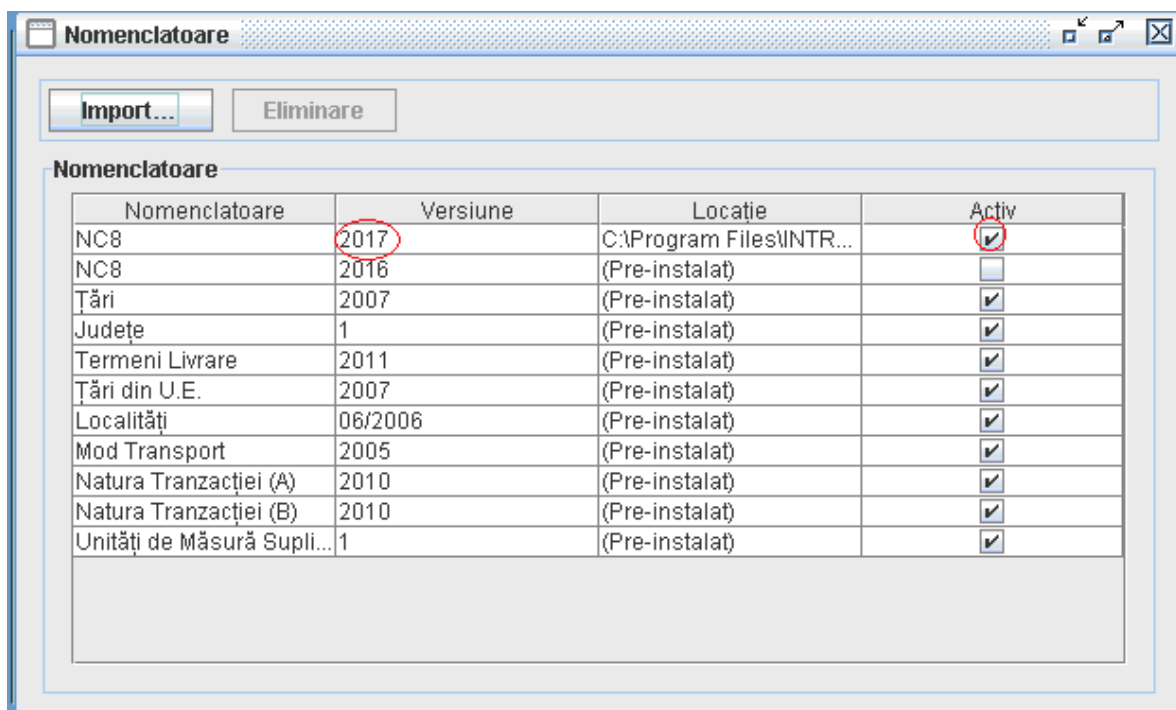 Nomenclatoare
Import... Eliminare
Nomenclatoare
Nomenclatoare Versiune Locație Activ
NC8 2017 C:\Program Files\INTR...
NC8 2016 (Pre-instalat)
Țări 2007 (Pre-instalat)
Județe 1 (Pre-instalat)
Termeni Livrare 2011 (Pre-instalat)
Țări din U.E. 2007 (Pre-instalat)
Localități 06/2006 (Pre-instalat)
Mod Transport 2005 (Pre-instalat)
Natura Tranzacției (A) 2010 (Pre-instalat)
Natura Tranzacției (B) 2010 (Pre-instalat)
Unități de Măsură Supli... 1 (Pre-instalat)